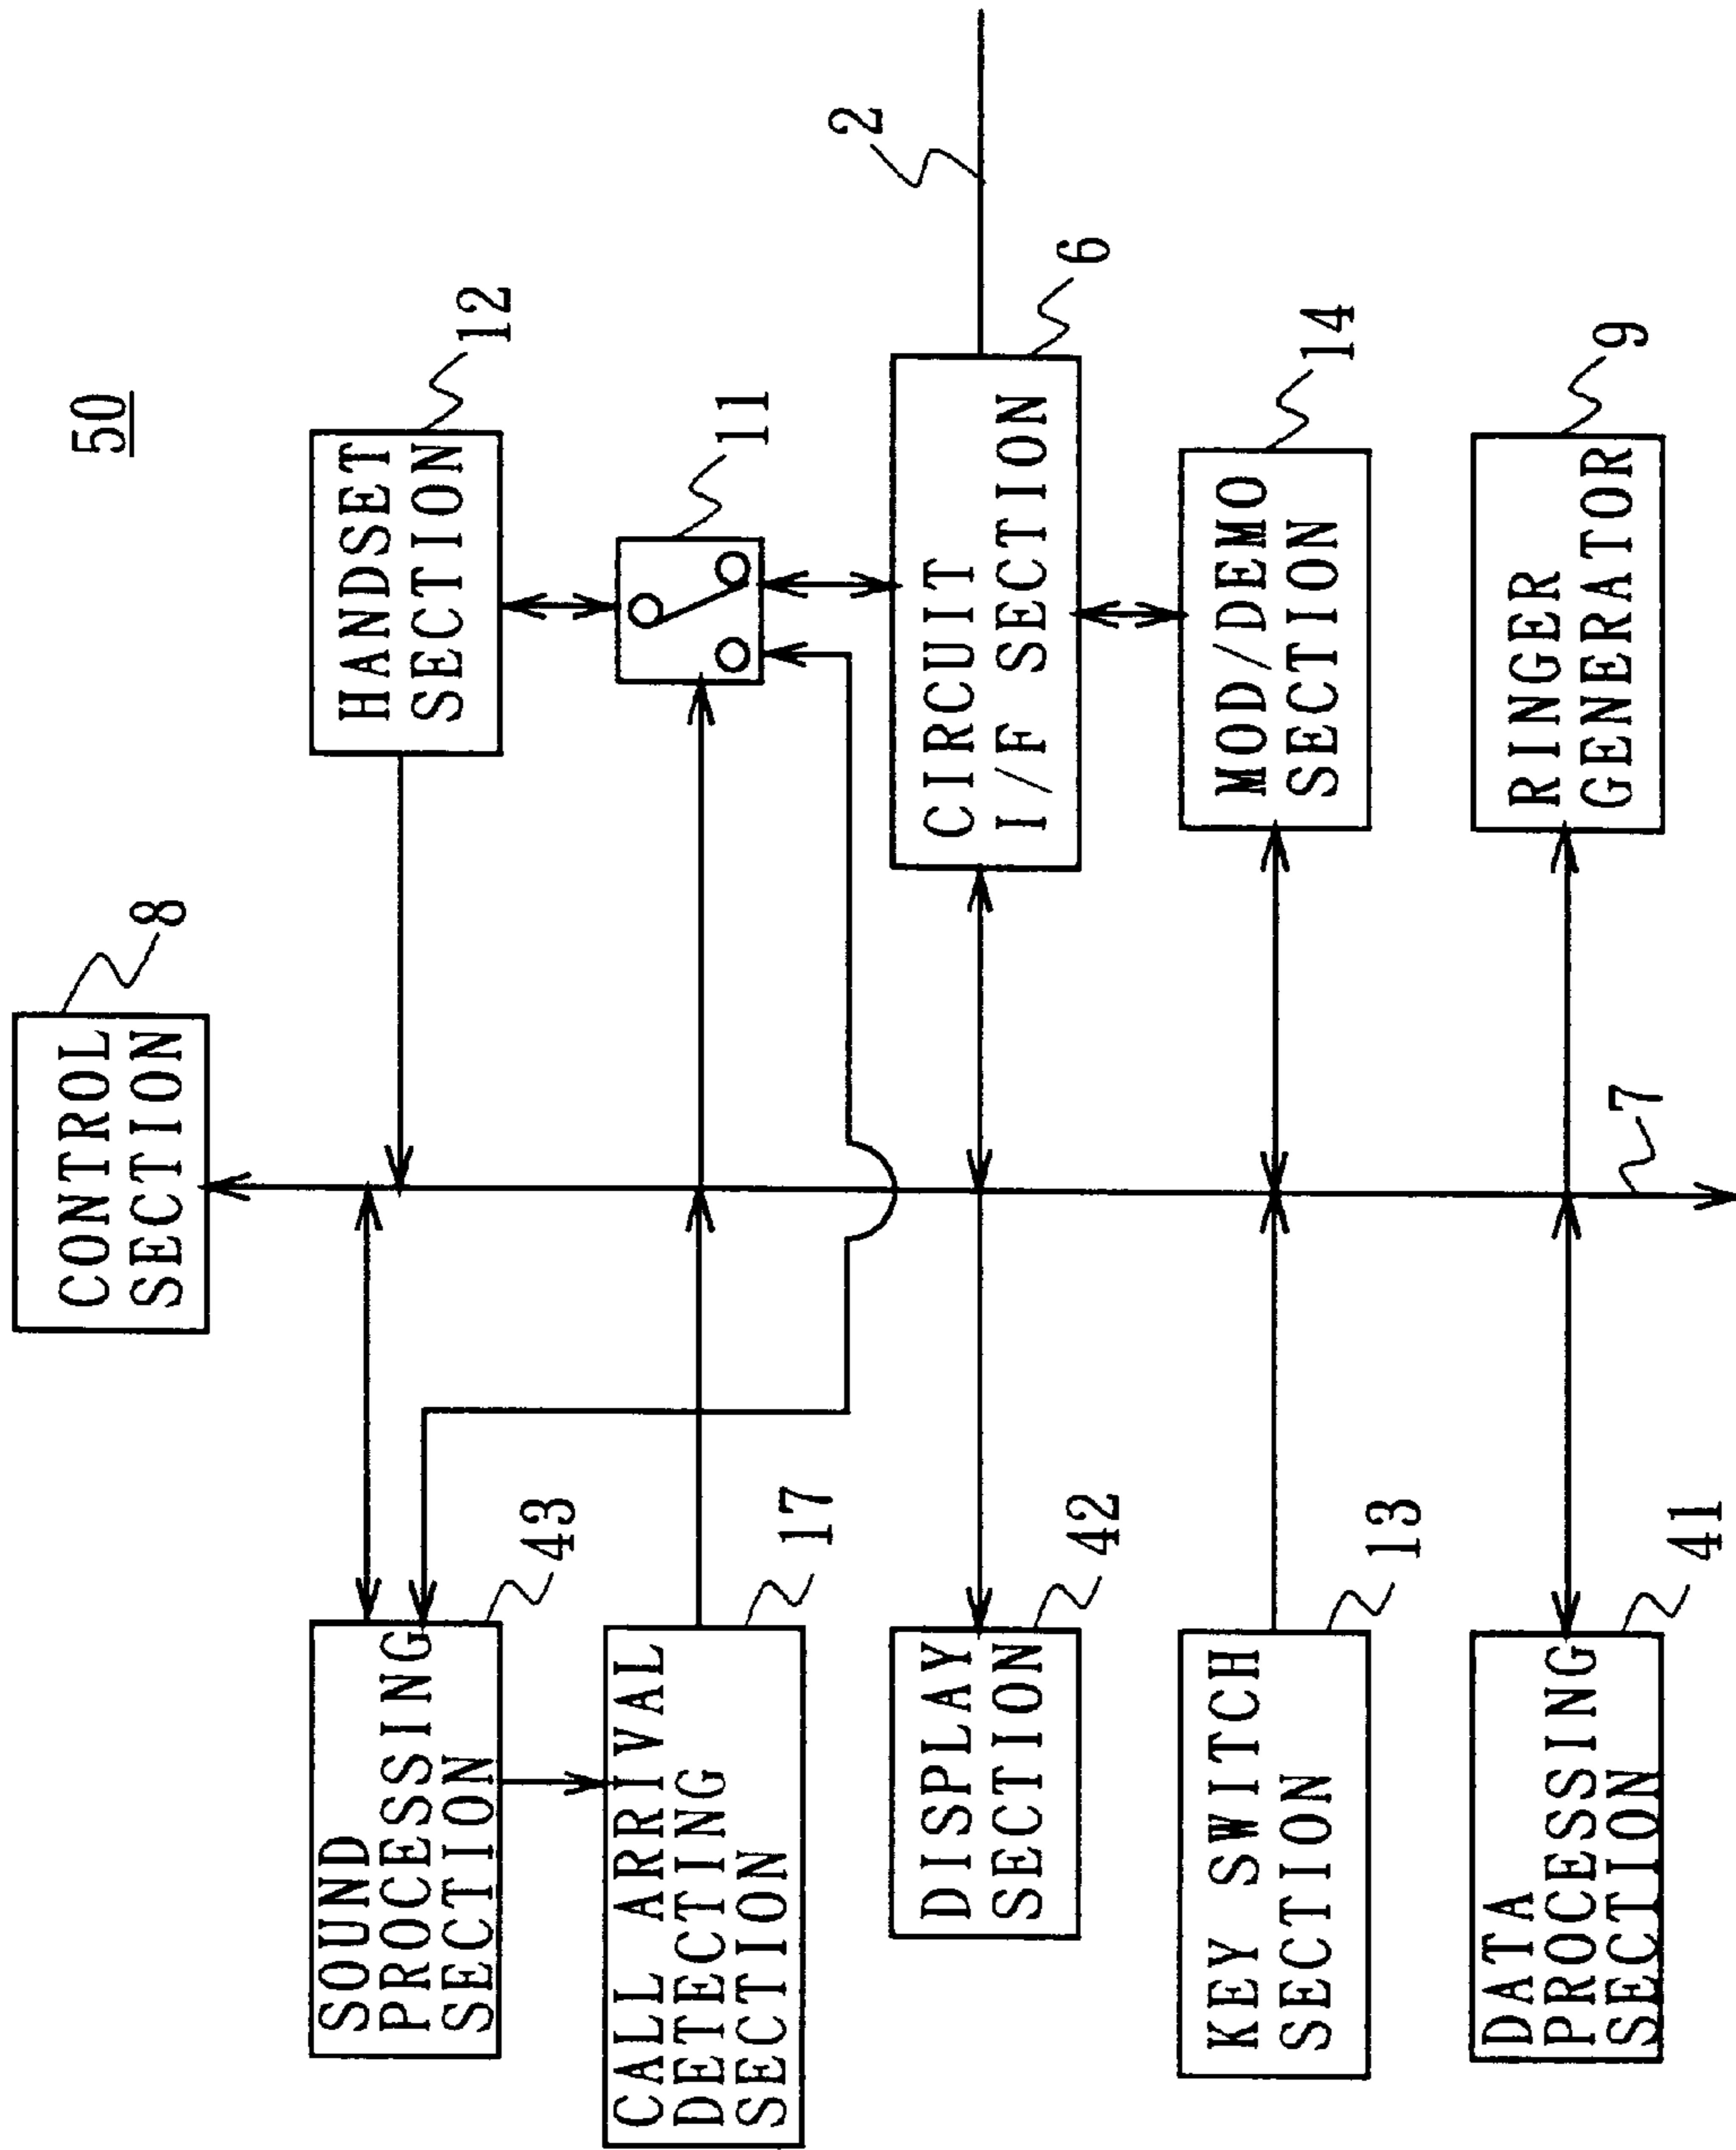 50
CONTROL
SECTION
8
SOUND
PROCESSING
SECTION
43
HANDSET
SECTION
12
CALL ARRIVAL
DETECTING
SECTION
17
11
2
DISPLAY
SECTION
42
CIRCUIT
I/F SECTION
6
KEY SWITCH
SECTION
13
MOD/DEMO
SECTION
14
DATA
PROCESSING
SECTION
41
RINGER
GENERATOR
9
7